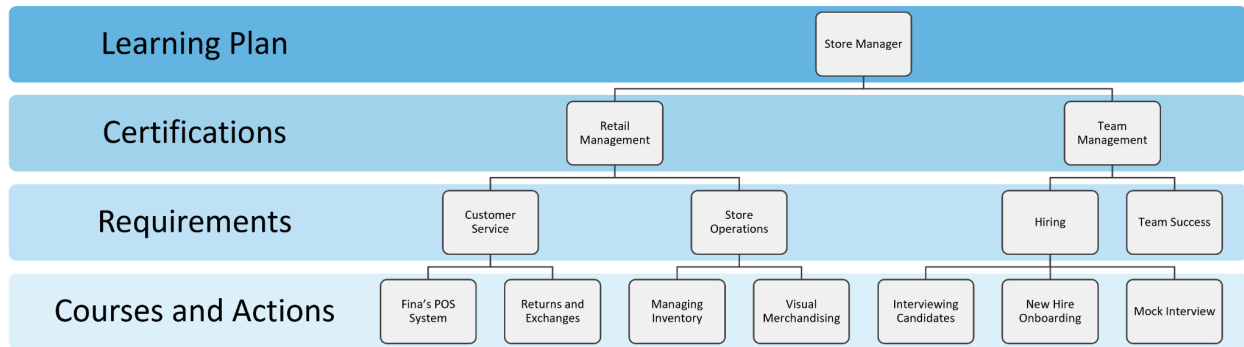 Learning Plan
Store Manager
Certifications
Retail
Management
Team
Management
Requirements
Customer
Service
Store
Operations
Hiring
Team Success
Courses and Actions
Fina's POS
System
Returns and
Exchanges
Managing
Inventory
Visual
Merchandising
Interviewing
Candidates
New Hire
Onboarding
Mock Interview